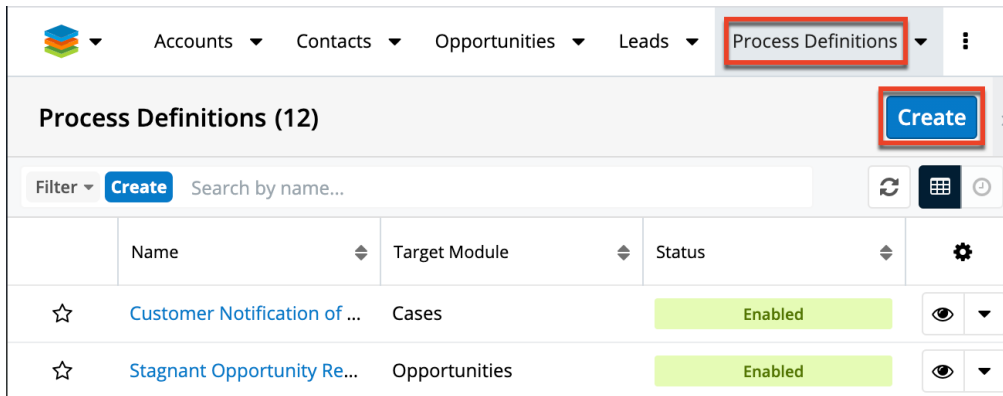 Accounts Contacts Opportunities Leads Process Definitions
Process Definitions (12) Create
Filter Create Search by name...
Name Target Module Status
Customer Notification of ... Cases Enabled
Stagnant Opportunity Re... Opportunities Enabled